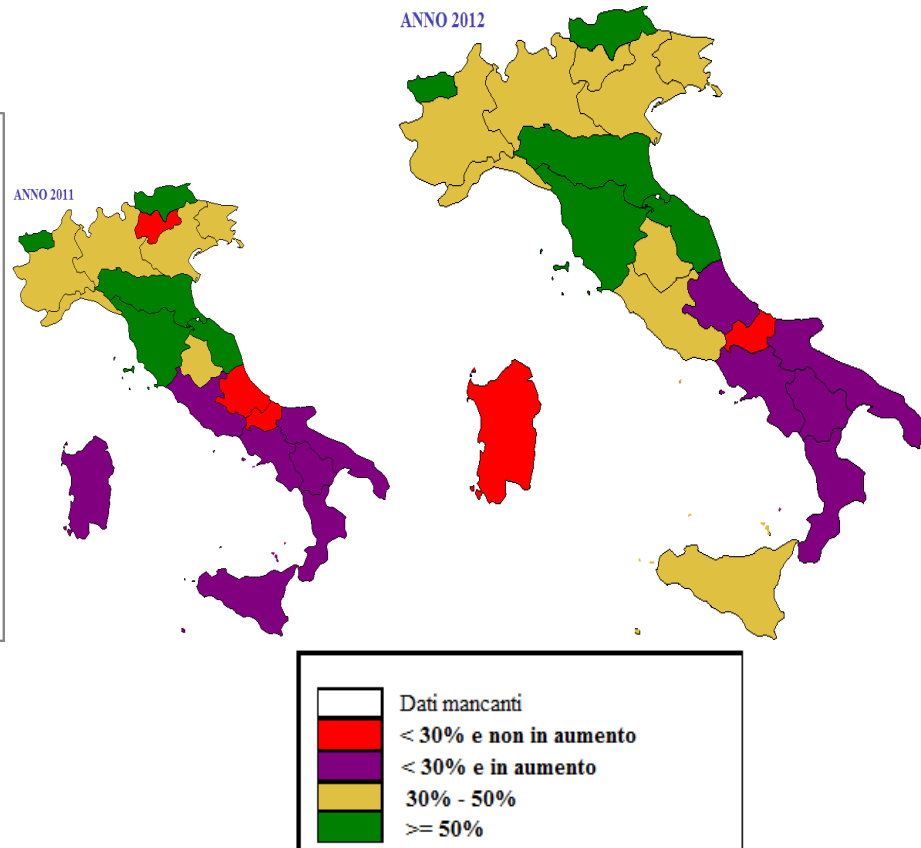 ANNO 2012
ANNO 2011
Dati mancanti
< 30% e non in aumento
< 30% e in aumento
30% - 50%
>= 50%